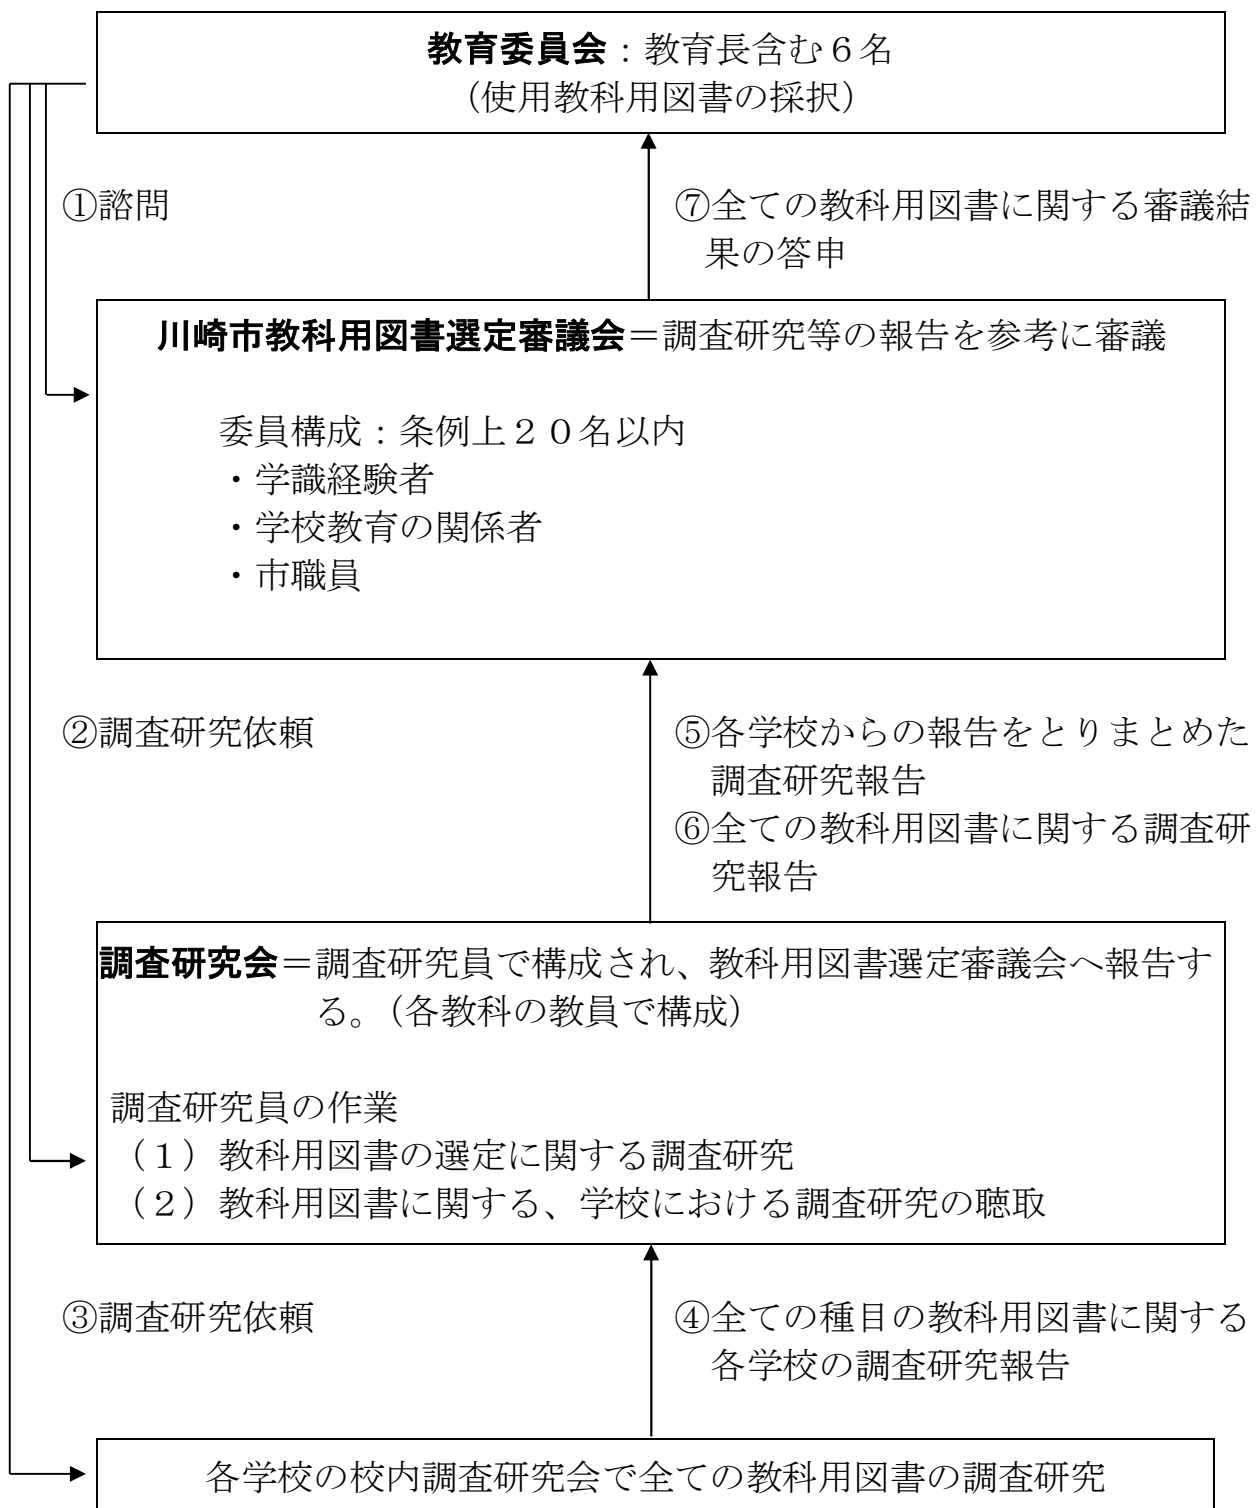 教育委員会：教育長含む６名
（使用教科用図書の採択）
①諮問
⑦全ての教科用図書に関する審議結
果の答申
川崎市教科用図書選定審議会＝調査研究等の報告を参考に審議
委員構成：条例上２０名以内
・学識経験者
・学校教育の関係者
・市職員
②調査研究依頼
⑤各学校からの報告をとりまとめた
調査研究報告
⑥全ての教科用図書に関する調査研
究報告
調査研究会＝調査研究員で構成され、教科用図書選定審議会へ報告す
る。（各教科の教員で構成）
調査研究員の作業
（１）教科用図書の選定に関する調査研究
（２）教科用図書に関する、学校における調査研究の聴取
③調査研究依頼
④全ての種目の教科用図書に関する
各学校の調査研究報告
各学校の校内調査研究会で全ての教科用図書の調査研究